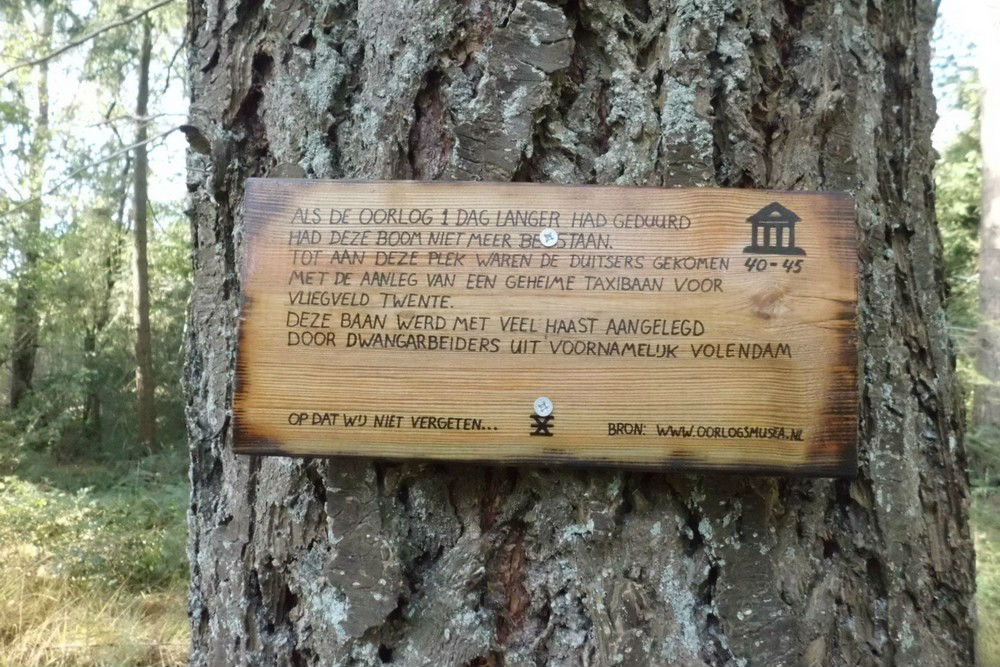 ALS DE OORLOG 1 DAG LANGER HAD GEDUURD
HAD DEZE BOOM NIET MEER BESTAAN.
TOT AAN DEZE PLEK WAREN DE DUITSERS GEKOMEN
MET DE AANLEG VAN EEN GEHEIME TAXIBAAN VOOR
VLIEGVELD TWENTE.
DEZE BAAN WERD MET VEEL HAAST AANGELEGD
DOOR DWANGARBEIDERS UIT VOORNAMELIJK VOLENDAM
40-45
OPDAT WIJ NIET VERGETEN...
BRON: WWW.OORLOGSMUSEA.NL